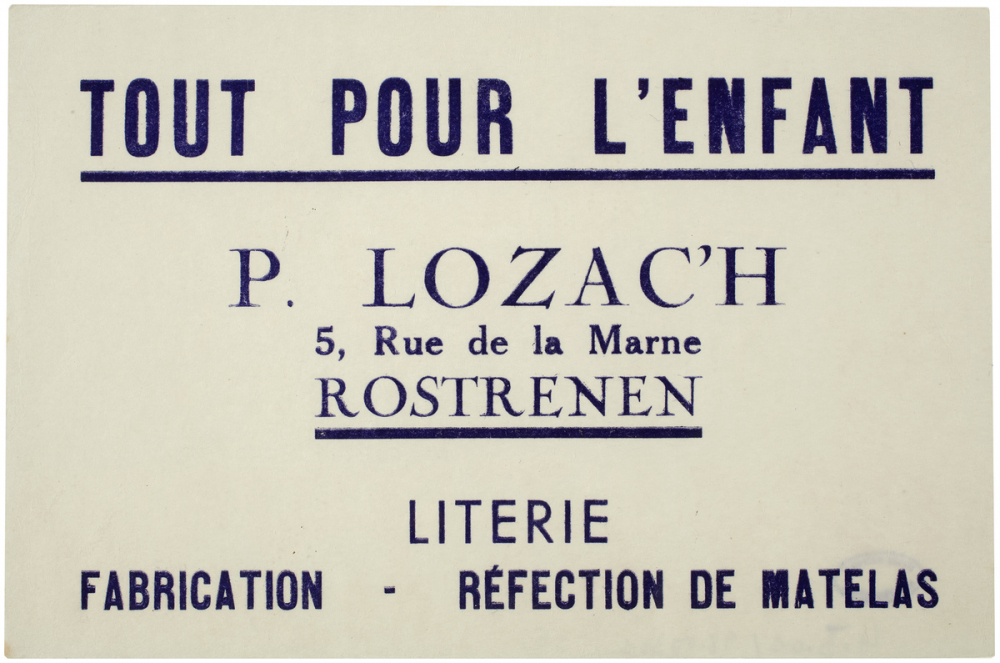 TOUT POUR L'ENFANT
P. LOZAC'H
5, Rue de la Marne
ROSTRENEN
LITERIE
FABRICATION - RÉFECTION DE MATELAS